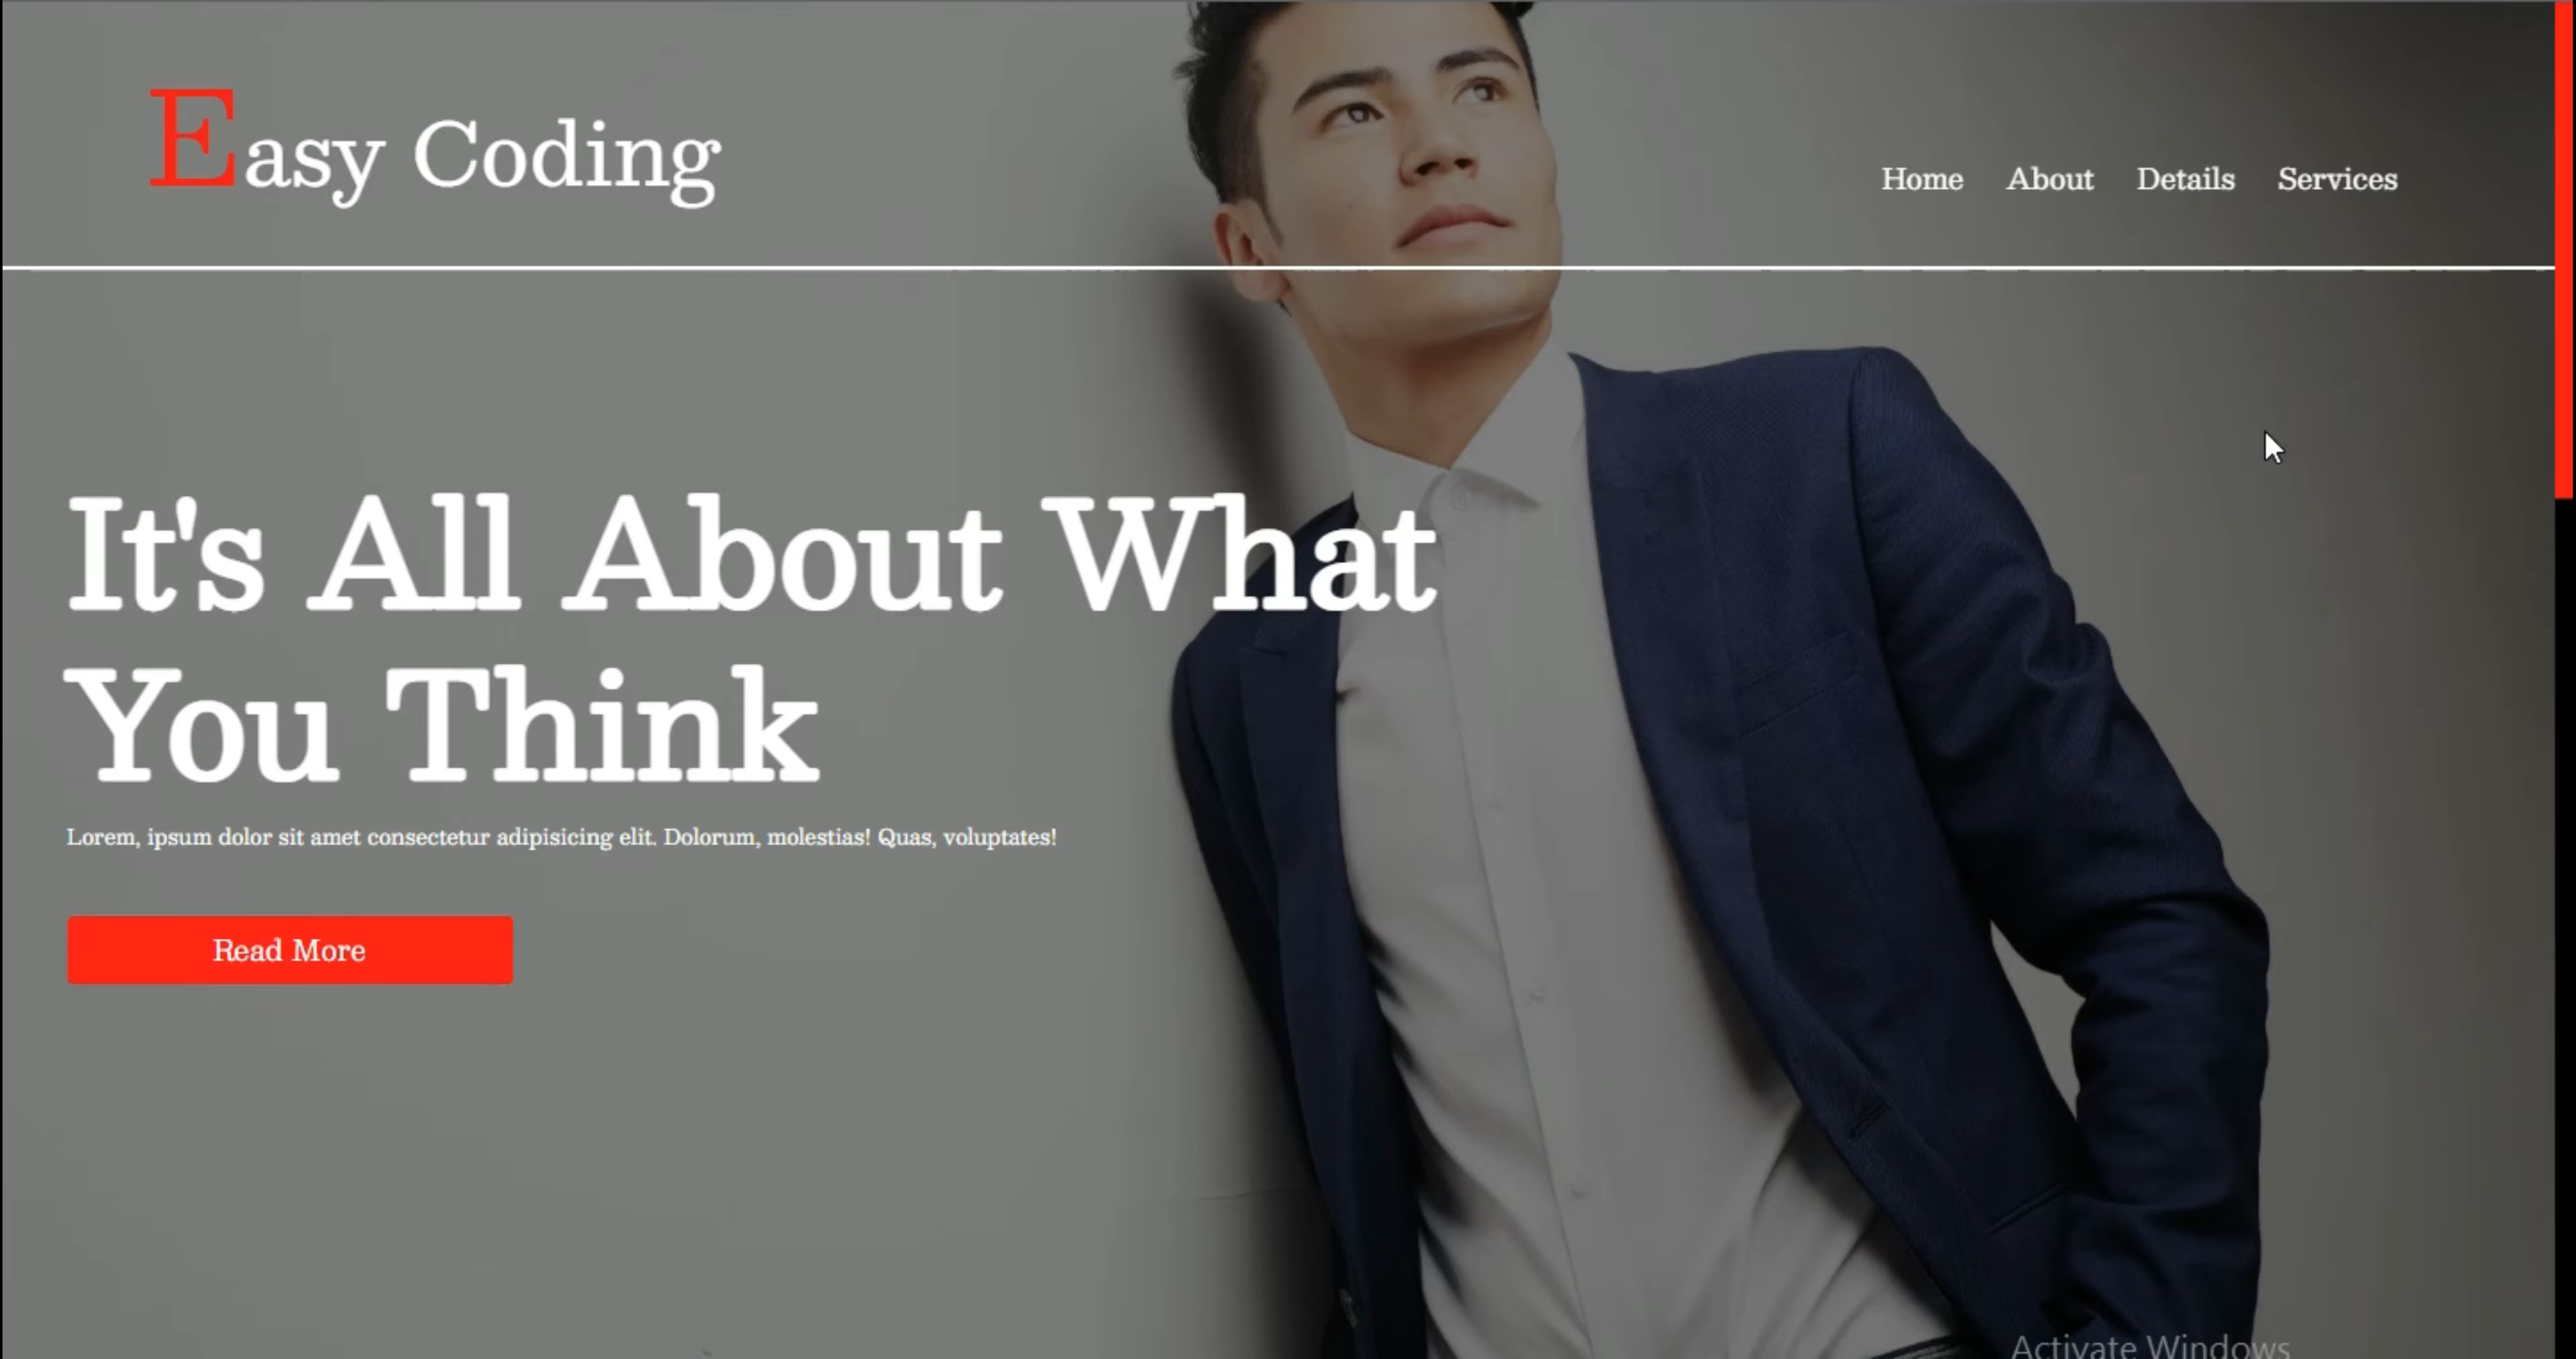 Easy Coding
Home About Details Services
It's All About What
You Think
Lorem, ipsum dolor sit amet consectetur adipisicing elit. Dolorum, molestias! Quas, voluptates!
Read More
Activate Windows